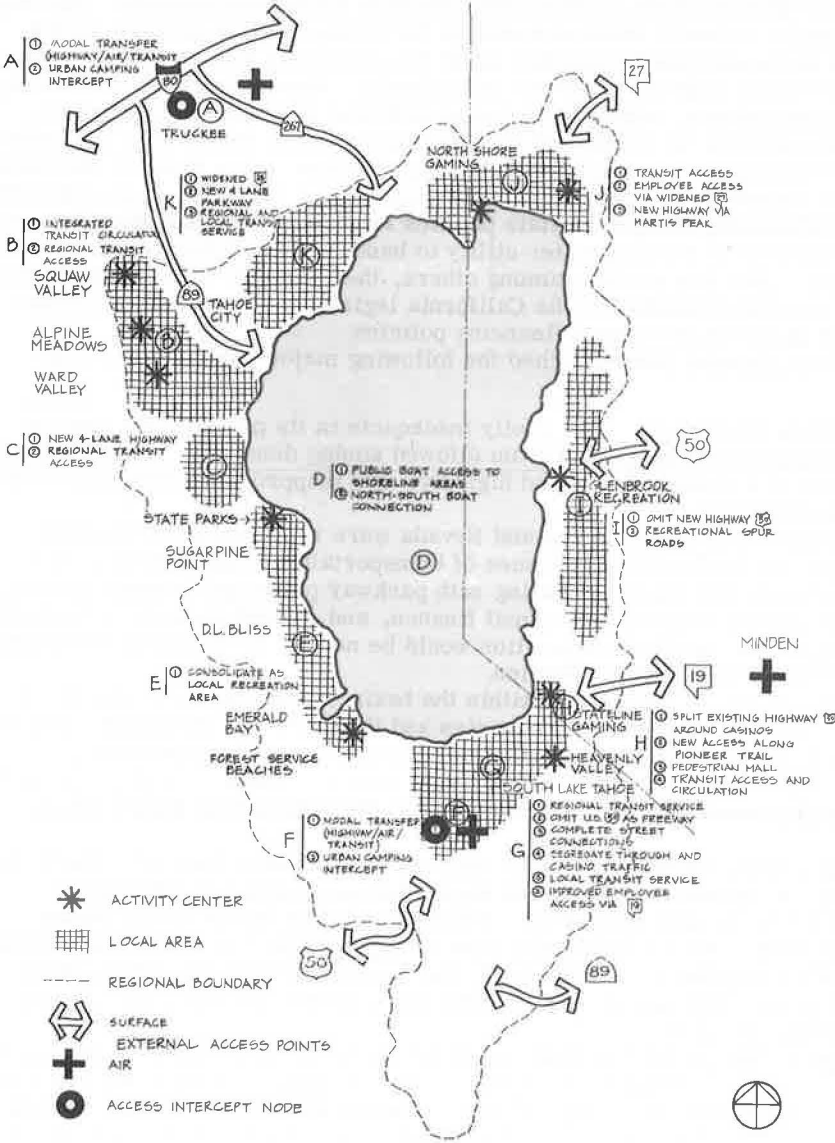 A
① MODAL TRANSFER
(HIGHWAY/AIR/TRANSIT)
② URBAN CAMPING
INTERCEPT
80
A
TRUCKEE
267
27
K
① WIDENED 28
② NEW 4 LANE
PARKWAY
③ REGIONAL AND
LOCAL TRANSIT
SERVICE
NORTH SHORE
GAMING
J
J
① TRANSIT ACCESS
② EMPLOYEE ACCESS
VIA WIDENED 27
③ NEW HIGHWAY VIA
MARTIS PEAK
B
① INTEGRATED
TRANSIT CIRCULATOR
② REGIONAL TRANSIT
ACCESS
K
SQUAW
VALLEY
89
TAHOE
CITY
ALPINE
MEADOWS
B
WARD
VALLEY
C
① NEW 4-LANE HIGHWAY
② REGIONAL TRANSIT
ACCESS
C
50
D
① PUBLIC BOAT ACCESS TO
SHORELINE AREAS
② NORTH-SOUTH BOAT
CONNECTION
GLENBROOK
RECREATION
I
STATE PARKS
I
① OMIT NEW HIGHWAY
② RECREATIONAL SPUR
ROADS
SUGARPINE
POINT
D
D.L. BLISS
E
MINDEN
E
① CONSOLIDATE AS
LOCAL RECREATION
AREA
19
EMERALD
BAY
STATELINE
GAMING
H
① SPLIT EXISTING HIGHWAY 50
AROUND CASINOS
② NEW ACCESS ALONG
PIONEER TRAIL
③ PEDESTRIAN MALL
④ TRANSIT ACCESS AND
CIRCULATION
FOREST SERVICE
BEACHES
HEAVENLY
VALLEY
G
SOUTH LAKE TAHOE
F
F
① MODAL TRANSFER
(HIGHWAY/AIR/
TRANSIT)
② URBAN CAMPING
INTERCEPT
G
① REGIONAL TRANSIT SERVICE
② OMIT U.S. 50 AS FREEWAY
③ COMPLETE STREET
CONNECTIONS
④ SEGREGATE THROUGH AND
CASINO TRAFFIC
⑤ LOCAL TRANSIT SERVICE
IMPROVED EMPLOYEE
ACCESS VIA 19
50
89
ACTIVITY CENTER
LOCAL AREA
REGIONAL BOUNDARY
SURFACE
EXTERNAL ACCESS POINTS
AIR
ACCESS INTERCEPT NODE